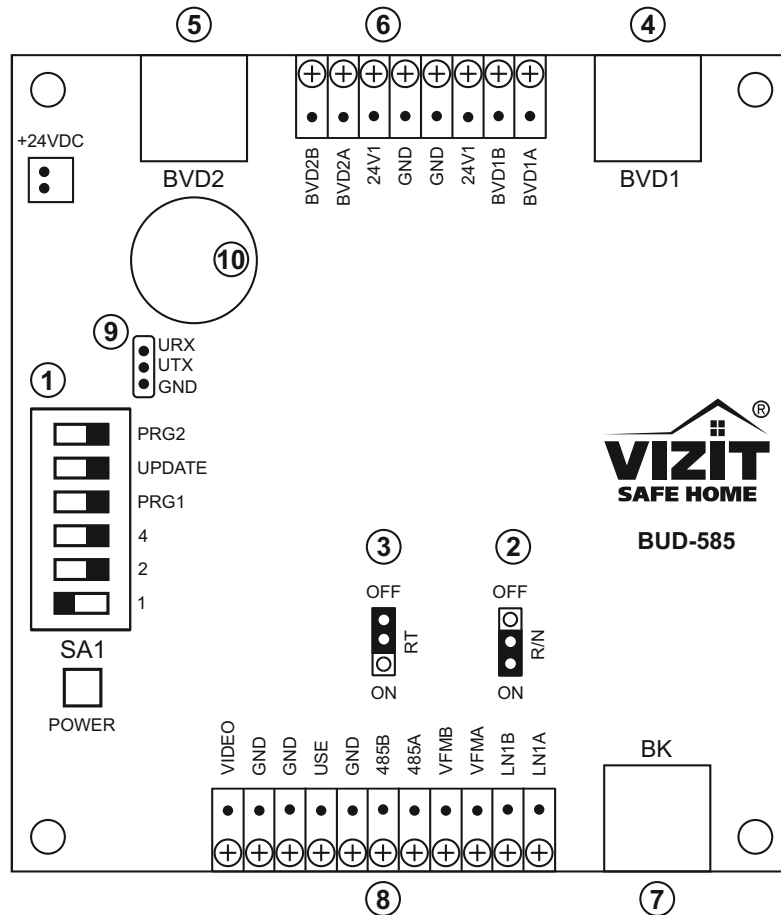 5
6
4
+24VDC
BVD2
BVD2B
BVD2A
24V1
GND
GND
24V1
BVD1B
BVD1A
BVD1
10
9
URX
UTX
GND
1
PRG2
UPDATE
PRG1
4
2
1
SA1
POWER
®
VIZIT
SAFE HOME
BUD-585
3
2
OFF
RT
ON
OFF
R/N
ON
VIDEO
GND
GND
USE
GND
485B
485A
VFMB
VFMA
LN1B
LN1A
BK
8
7